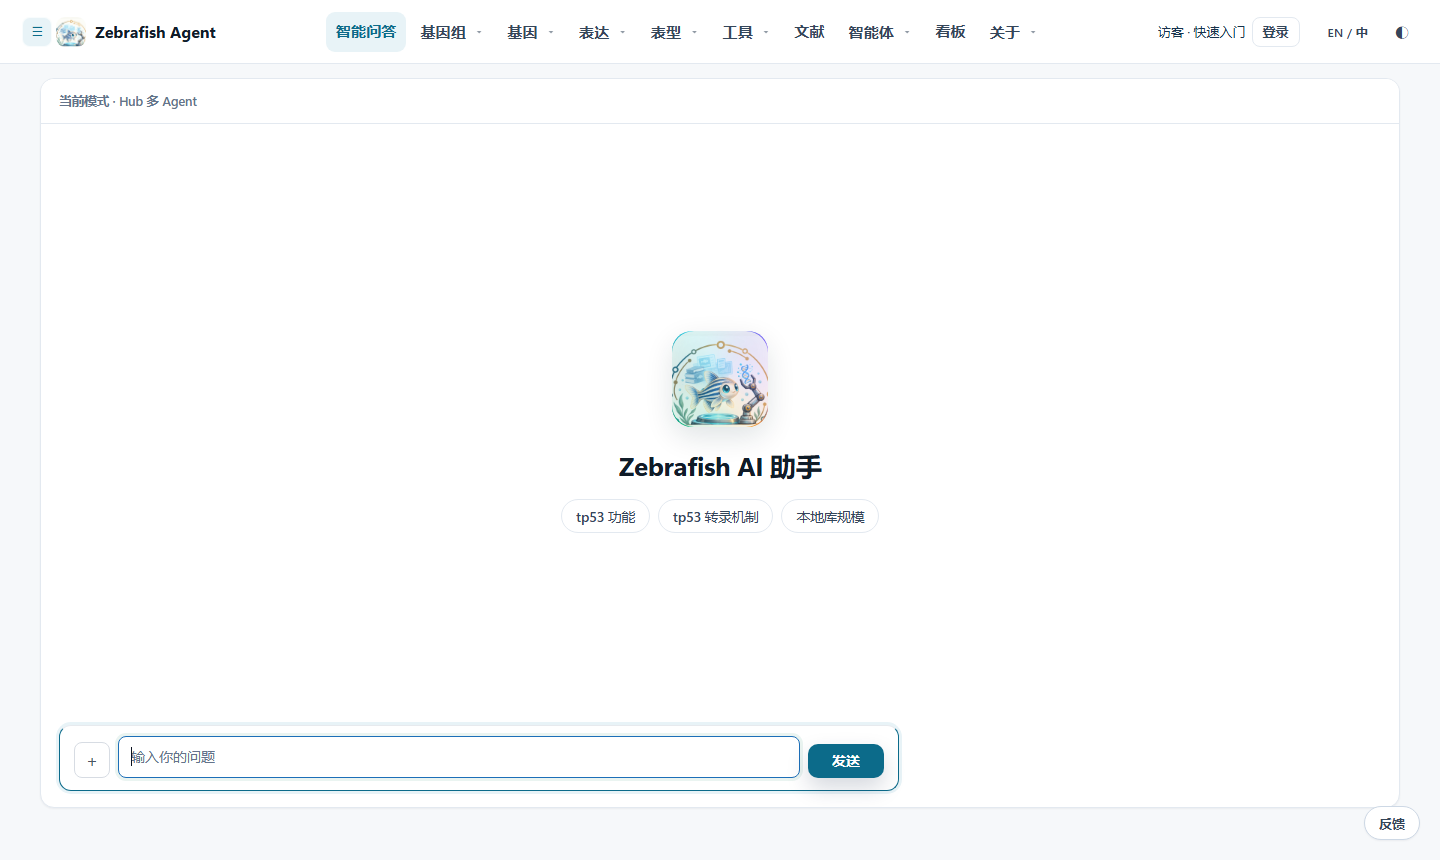 ☰ Zebrafish Agent 智能问答 基因组 基因 表达 表型 工具 文献 智能体 看板 关于 访客 · 快速入门 登录 EN / 中
当前模式 · Hub 多 Agent
Zebrafish AI 助手
tp53 功能 tp53 转录机制 本地库规模
+ 输入你的问题 发送
反馈